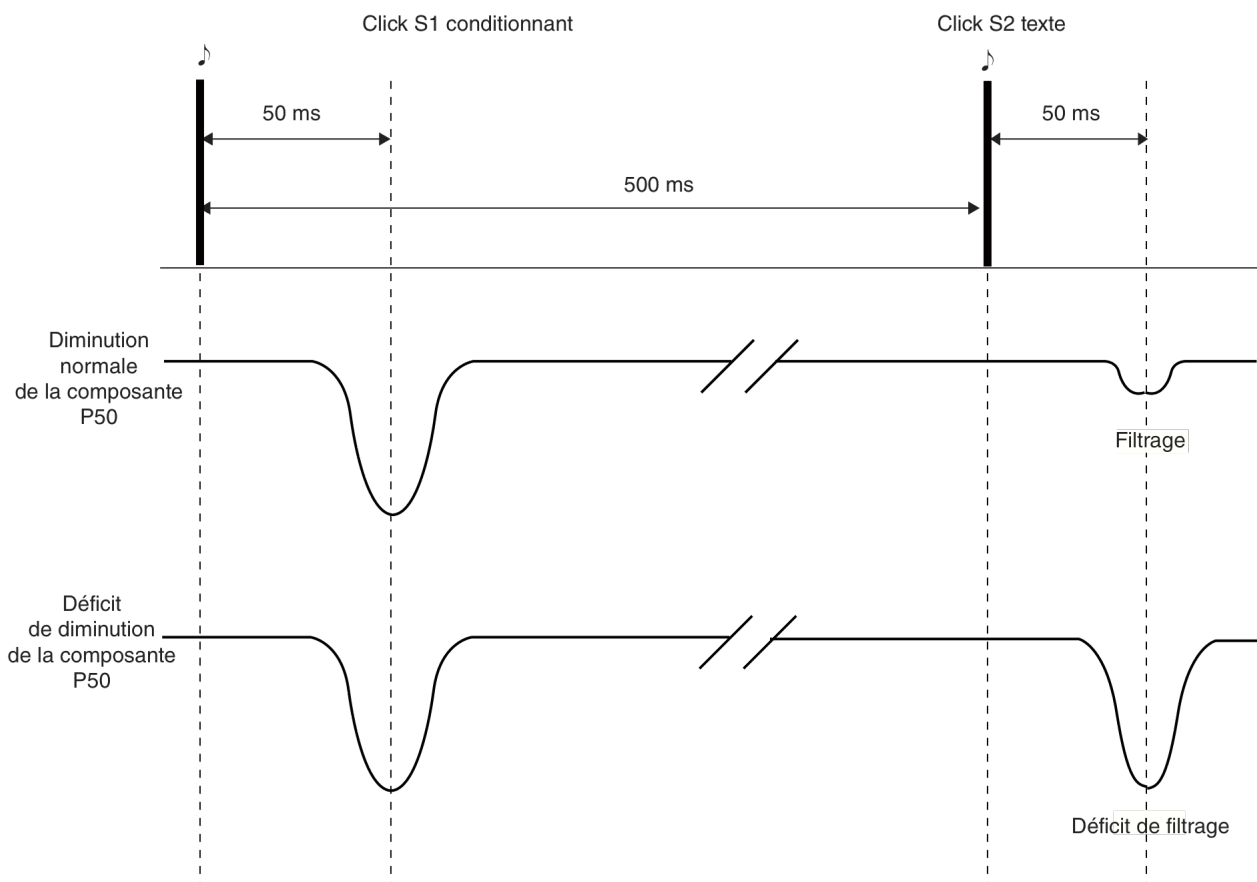 Click S1 conditionnant
Click S2 texte
50 ms
50 ms
500 ms
Diminution
normale
de la composante
P50
Filtrage
Déficit
de diminution
de la composante
P50
Déficit de filtrage